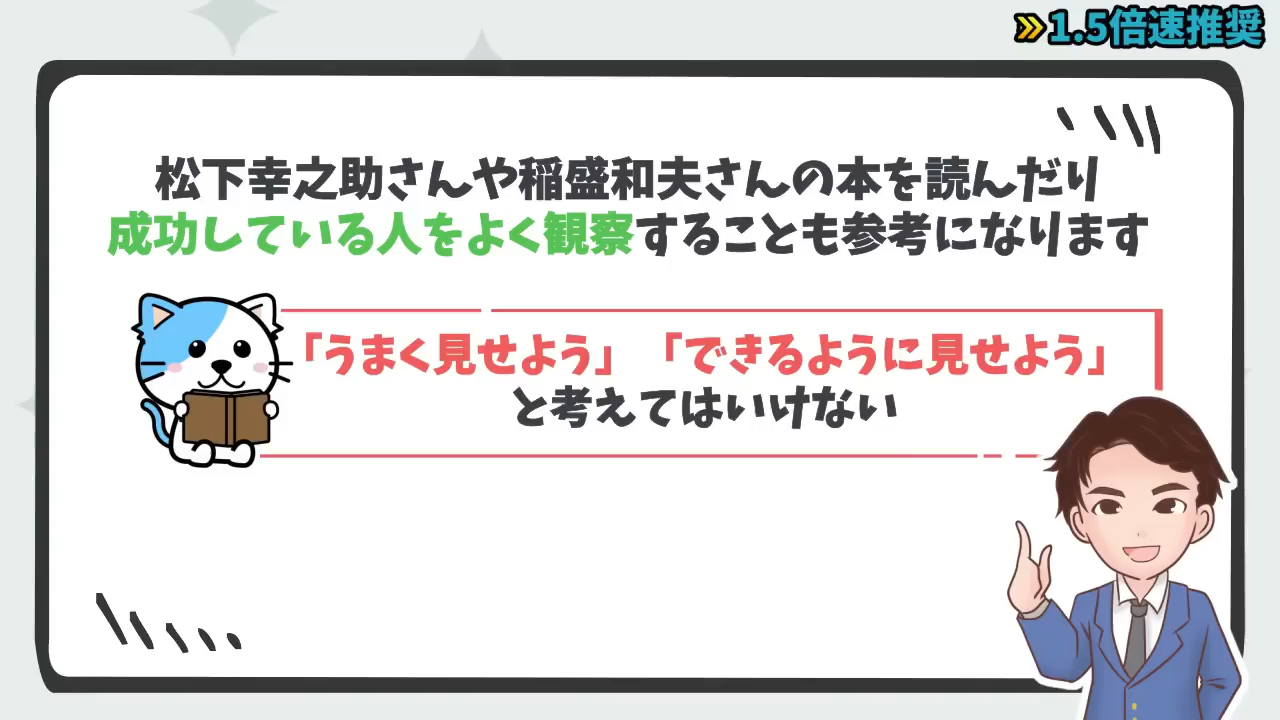 1.5倍速推奨
松下幸之助さんや稲盛和夫さんの本を読んだり
成功している人をよく観察することも参考になります
「うまく見せよう」「できるように見せよう」
と考えてはいけない